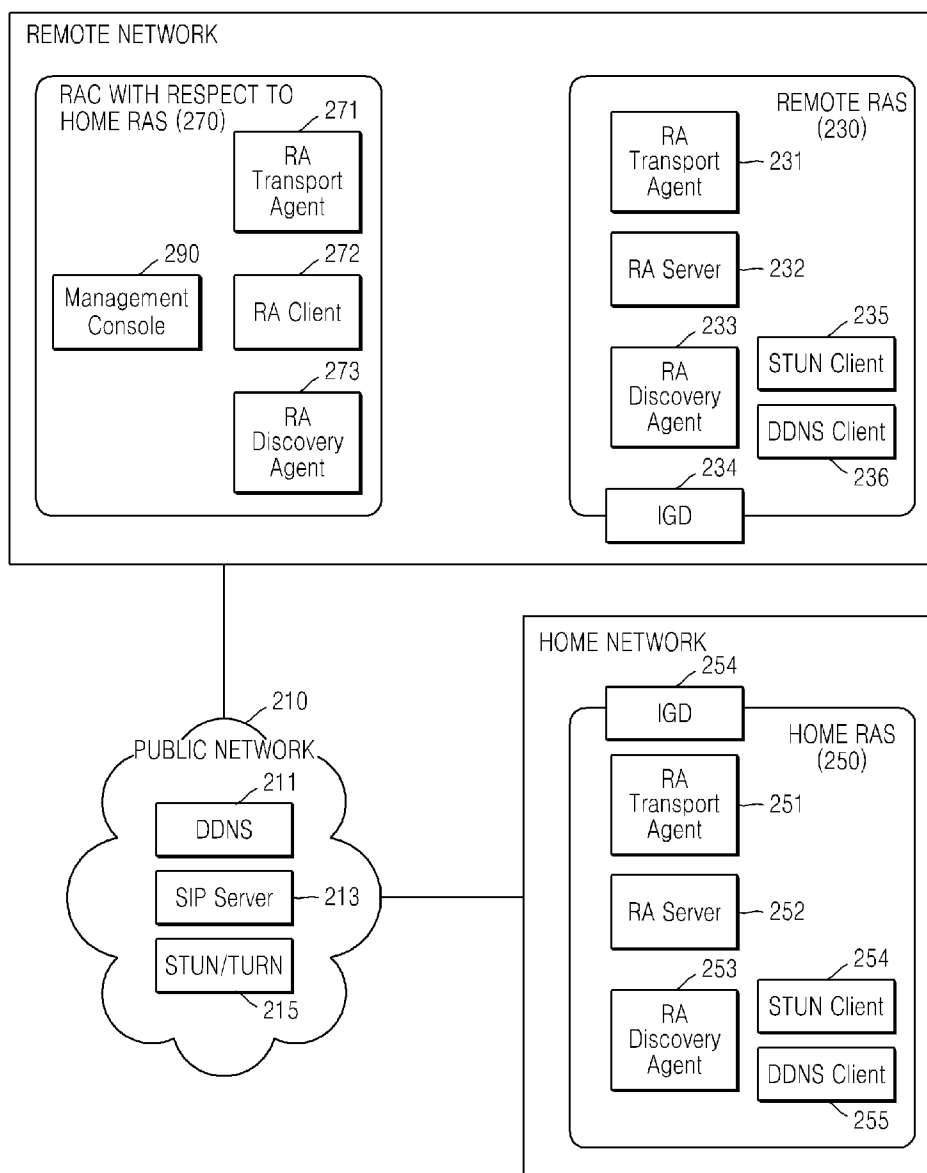 REMOTE NETWORK
RAC WITH RESPECT TO
HOME RAS (270)
271
RA
Transport
Agent
290
Management
Console
272
RA Client
273
RA
Discovery
Agent
REMOTE RAS
(230)
RA
Transport
Agent
231
RA Server
232
233
RA
Discovery
Agent
235
STUN Client
DDNS Client
236
234
IGD
210
PUBLIC NETWORK
211
DDNS
SIP Server
213
STUN/TURN
215
HOME NETWORK
254
IGD
HOME RAS
(250)
RA
Transport
Agent
251
RA Server
252
253
RA
Discovery
Agent
254
STUN Client
DDNS Client
255